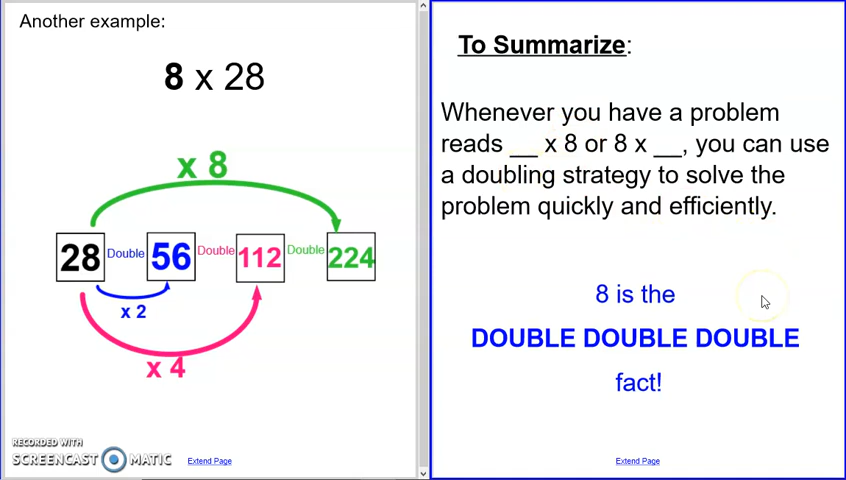 Another example:
8 x 28
x 8
28 Double 56 Double 112 Double 224
x 2
x 4
RECORDED WITH
SCREENCAST MATIC
Extend Page
To Summarize:
Whenever you have a problem
reads __ x 8 or 8 x __, you can use
a doubling strategy to solve the
problem quickly and efficiently.
8 is the
DOUBLE DOUBLE DOUBLE
fact!
Extend Page